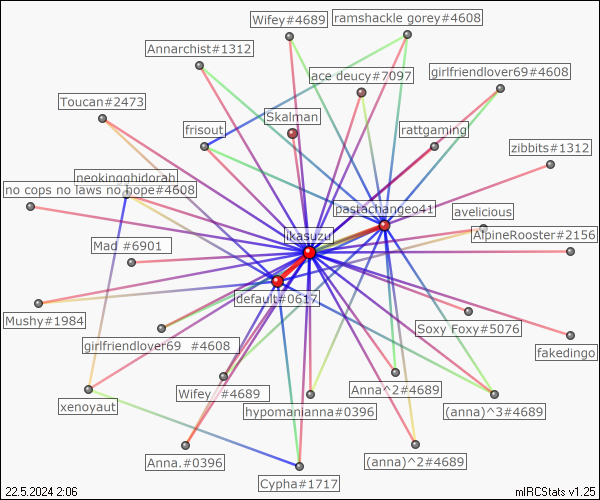 Wifey#4689
ramshackle gorey#4608
Annarchist#1312
ace deucy#7097
girlfriendlover69#4608
Toucan#2473
Skalman
frisout
rattgaming
zibbits#1312
neokingghidorah
no cops no laws no pope#4608
pastachangeo41
avelicious
ikasuzu
AlpineRooster#2156
Mad #6901
default#0617
Mushy#1984
Soxy Foxy#5076
girlfriendlover69 #4608
fakedingo
Wifey #4689
Anna^2#4689
xenoyaut
hypomanianna#0396
(anna)^3#4689
Anna.#0396
(anna)^2#4689
Cypha#1717
22.5.2024 2:06
mIRCStats v1.25